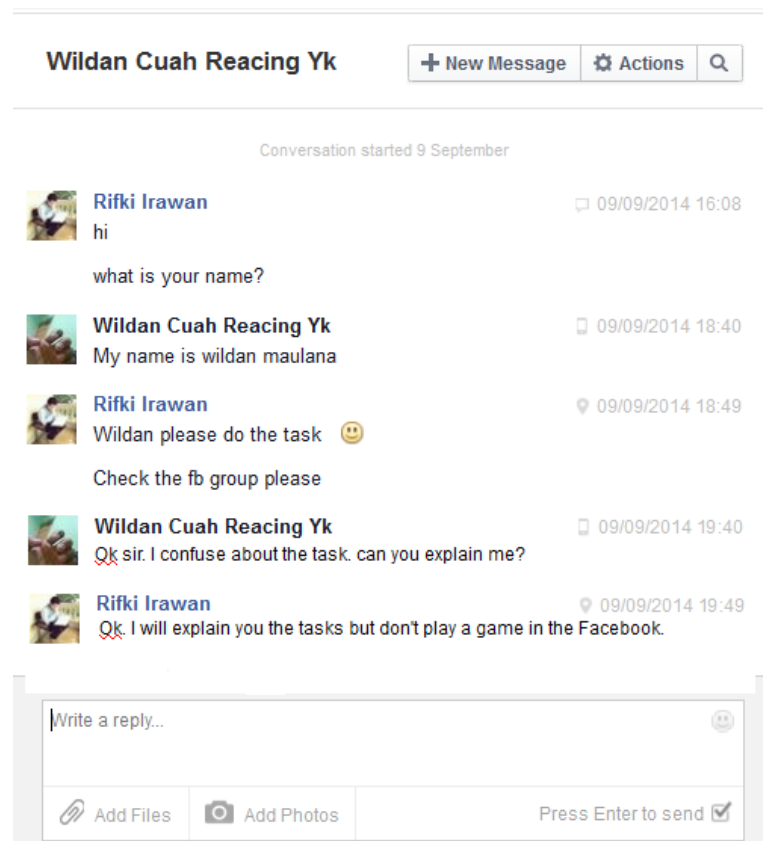 Wildan Cuah Reacing Yk
New Message
Actions
Conversation started 9 September
Rifki Irawan
09/09/2014 16:08
hi
what is your name?
Wildan Cuah Reacing Yk
09/09/2014 18:40
My name is wildan maulana
Rifki Irawan
09/09/2014 18:49
Wildan please do the task
Check the fb group please
Wildan Cuah Reacing Yk
09/09/2014 19:40
Ok sir. I confuse about the task. can you explain me?
Rifki Irawan
09/09/2014 19:49
Ok. I will explain you the tasks but don't play a game in the Facebook.
Write a reply...
Add Files
Add Photos
Press Enter to send